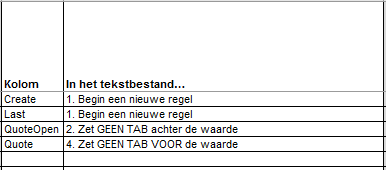 Kolom In het tekstbestand...
Create 1. Begin een nieuwe regel
Last 1. Begin een nieuwe regel
QuoteOpen 2. Zet GEEN TAB achter de waarde
Quote 4. Zet GEEN TAB VOOR de waarde